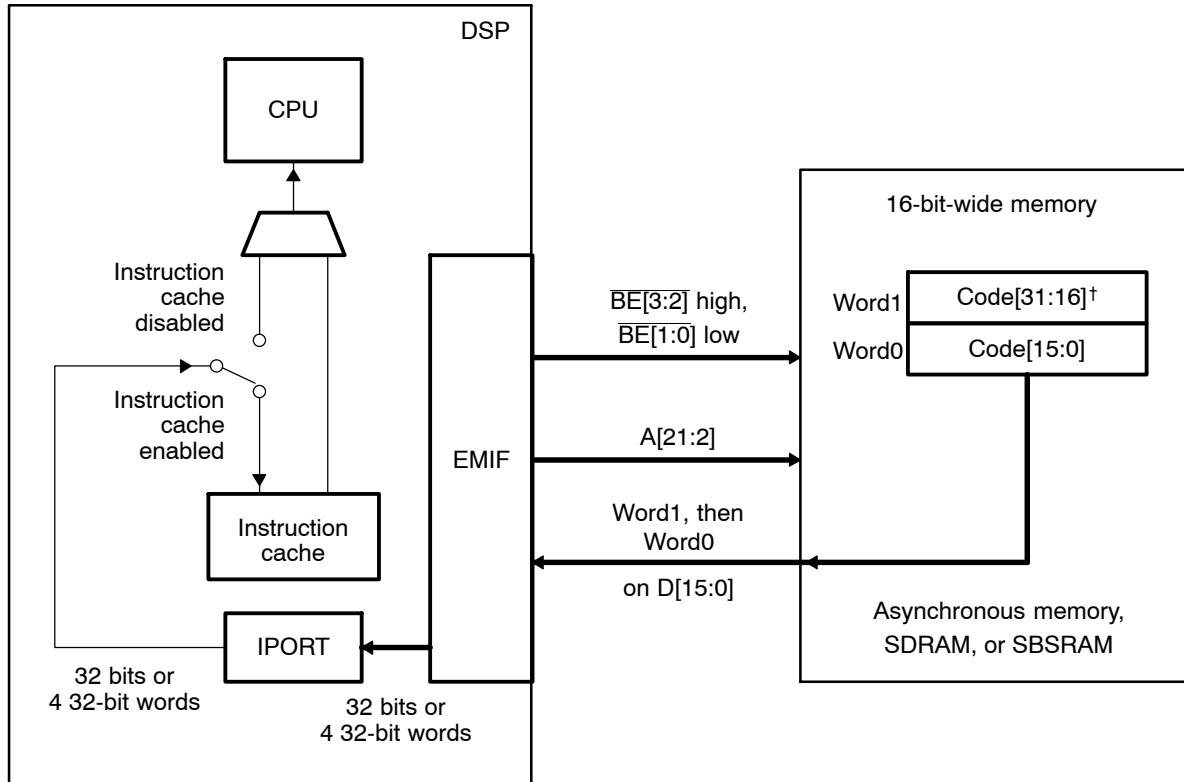 DSP
CPU
Instruction
cache
disabled
Instruction
cache
enabled
Instruction
cache
IPORT
32 bits or
4 32-bit words
32 bits or
4 32-bit words
EMIF
BE[3:2] high,
BE[1:0] low
A[21:2]
Word1, then
Word0
on D[15:0]
16-bit-wide memory
Word1
Code[31:16]†
Word0
Code[15:0]
Asynchronous memory,
SDRAM, or SBSRAM